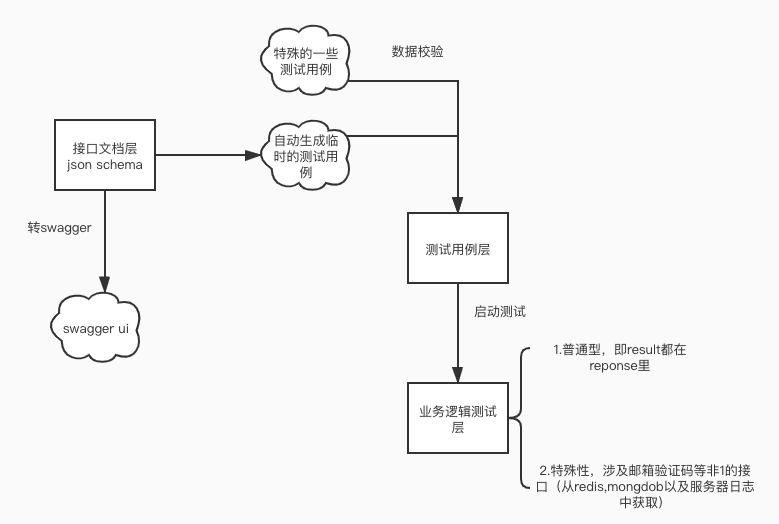 特殊的一些
测试用例
数据校验
接口文档层
json schema
自动生成临
时的测试用
例
转swagger
测试用例层
swagger ui
启动测试
1.普通型，即result都在
reponse里
业务逻辑测试
层
2.特殊性，涉及邮箱验证码等非1的接
口（从redis,mongdob以及服务器日志
中获取）